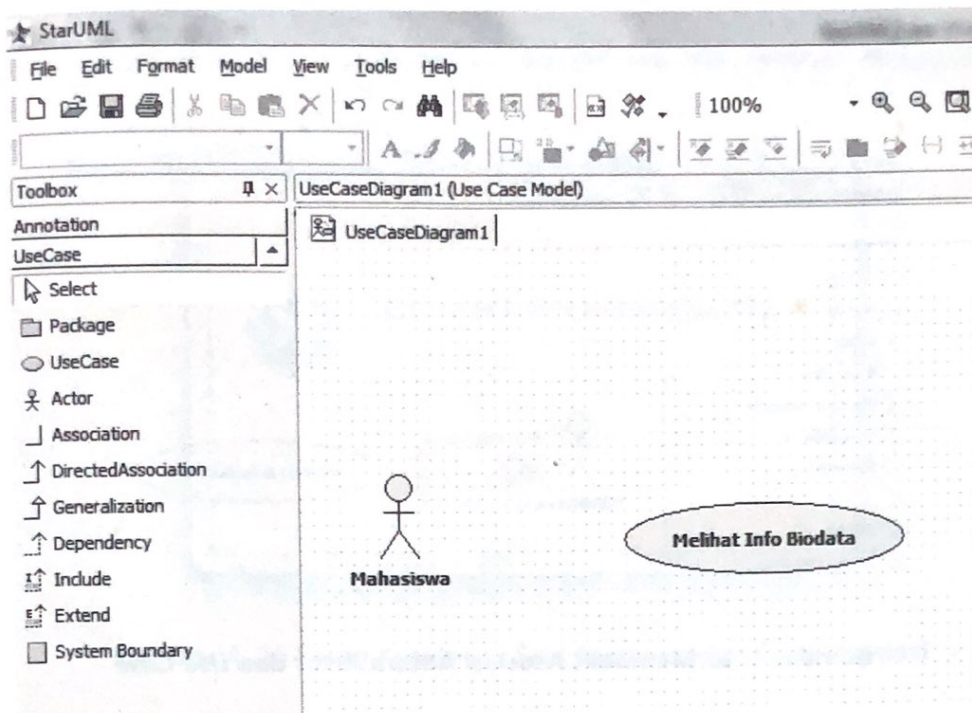 StarUML
File Edit Format Model View Tools Help
100%
Toolbox
UseCaseDiagram1 (Use Case Model)
Annotation
UseCaseDiagram1
UseCase
Select
Package
UseCase
Actor
Association
DirectedAssociation
Generalization
Dependency
Include
Extend
System Boundary
Mahasiswa
Melihat Info Biodata